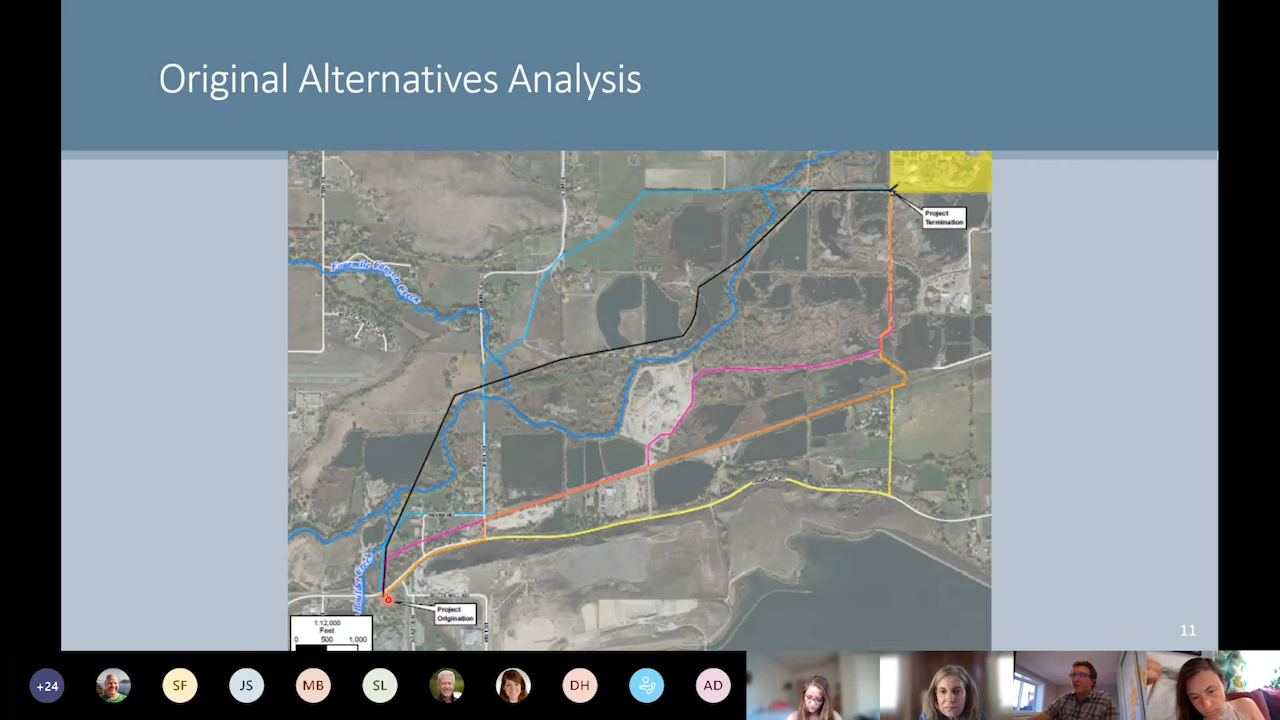 Original Alternatives Analysis
Project
Termination
Fourmile Canyon
Creek
Boulder Creek
Project
Origination
1:12,000
Feet
0 500 1,000
11
+24
SF
JS
MB
SL
DH
AD